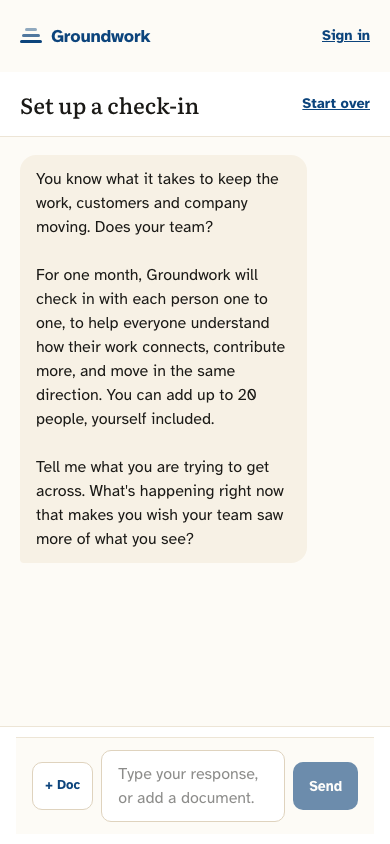 Groundwork
Sign in
Set up a check-in
Start over
You know what it takes to keep the
work, customers and company
moving. Does your team?
For one month, Groundwork will
check in with each person one to
one, to help everyone understand
how their work connects, contribute
more, and move in the same
direction. You can add up to 20
people, yourself included.
Tell me what you are trying to get
across. What's happening right now
that makes you wish your team saw
more of what you see?
+ Doc
Type your response,
or add a document.
Send